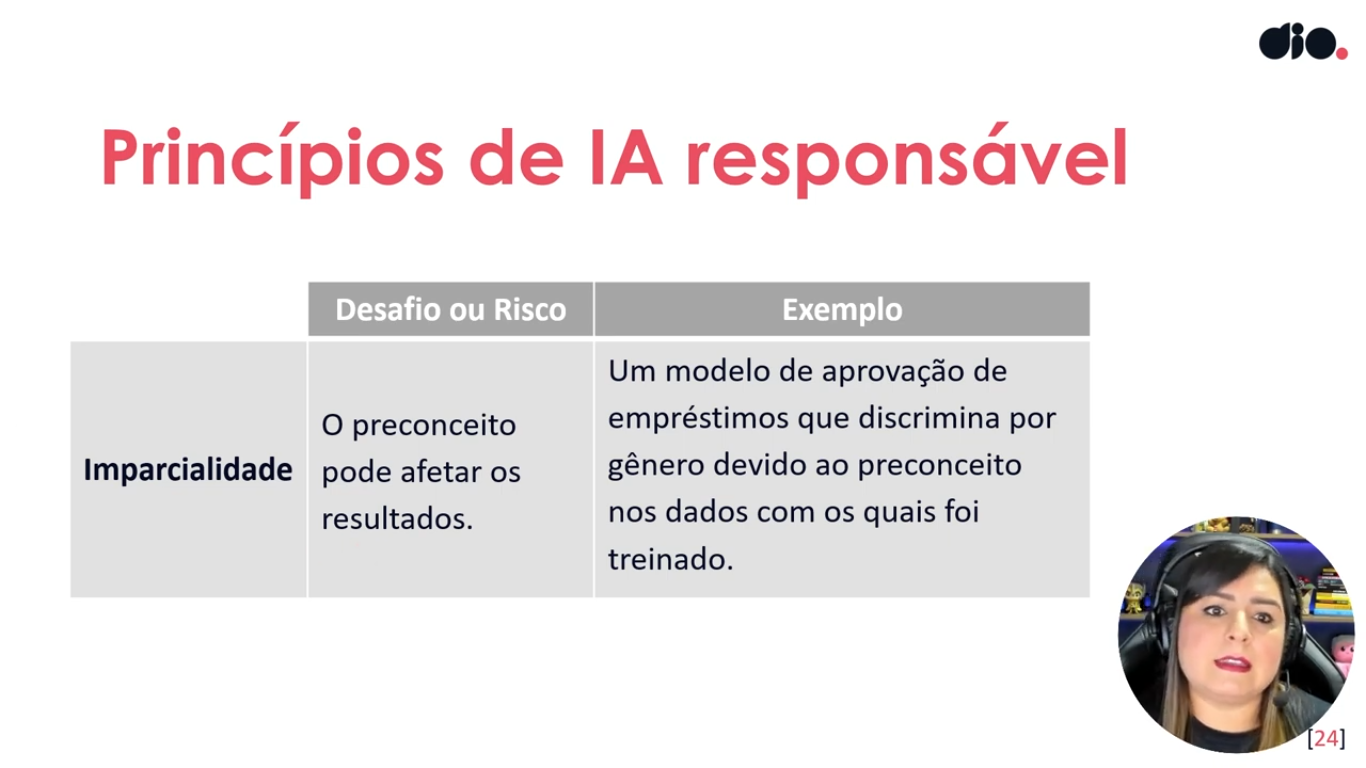 dio.
Princípios de IA responsável
Desafio ou Risco
Exemplo
Imparcialidade
O preconceito
pode afetar os
resultados.
Um modelo de aprovação de
empréstimos que discrimina por
gênero devido ao preconceito
nos dados com os quais foi
treinado.
[24]